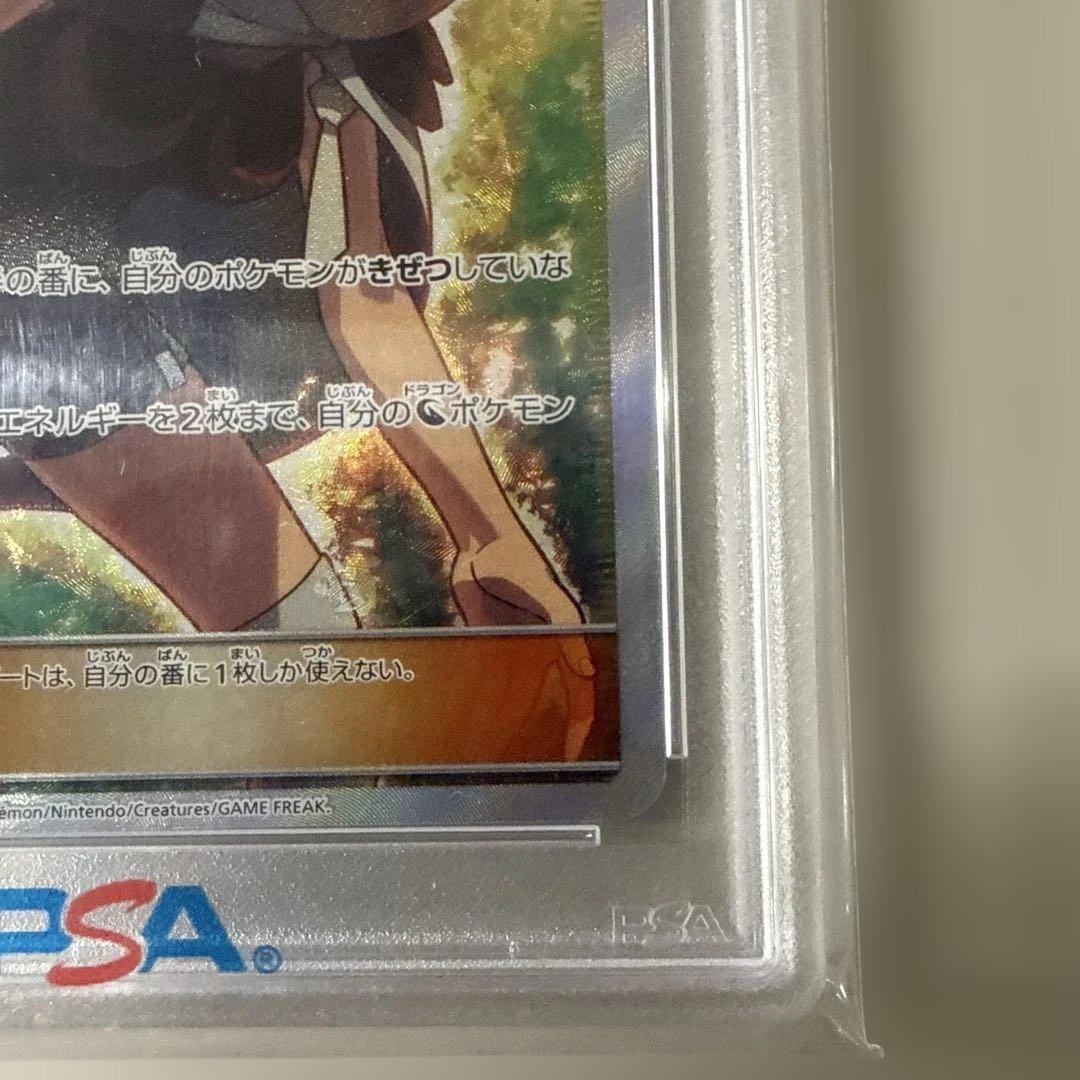 の番に、自分のポケモンがきぜつしていな
エネルギーを2枚まで、自分のポケモン
ートは、自分の番に1枚しか使えない。
émon/Nintendo/Creatures/GAME FREAK.
PSA®
PSA